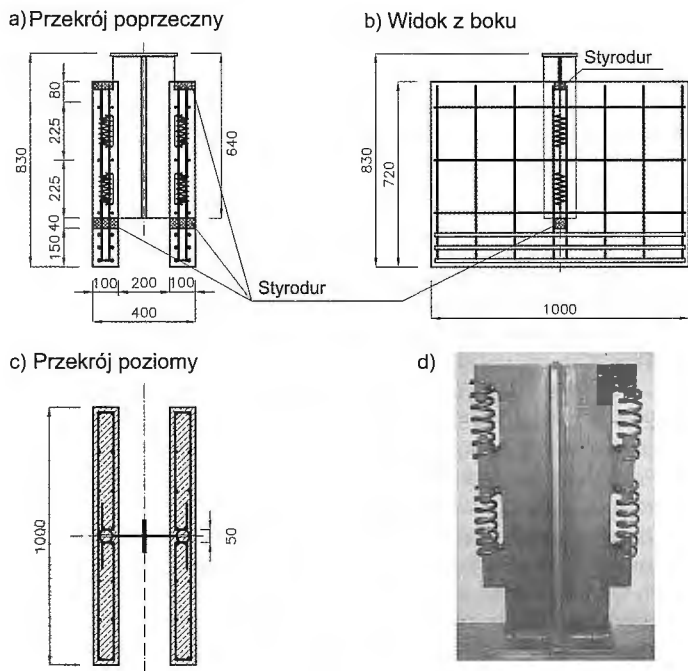 a) Przekrój poprzeczny
b) Widok z boku
Styrodur
830
80
225
225
40
150
640
830
720
100 200 100
400
Styrodur
1000
c) Przekrój poziomy
d)
1000
50